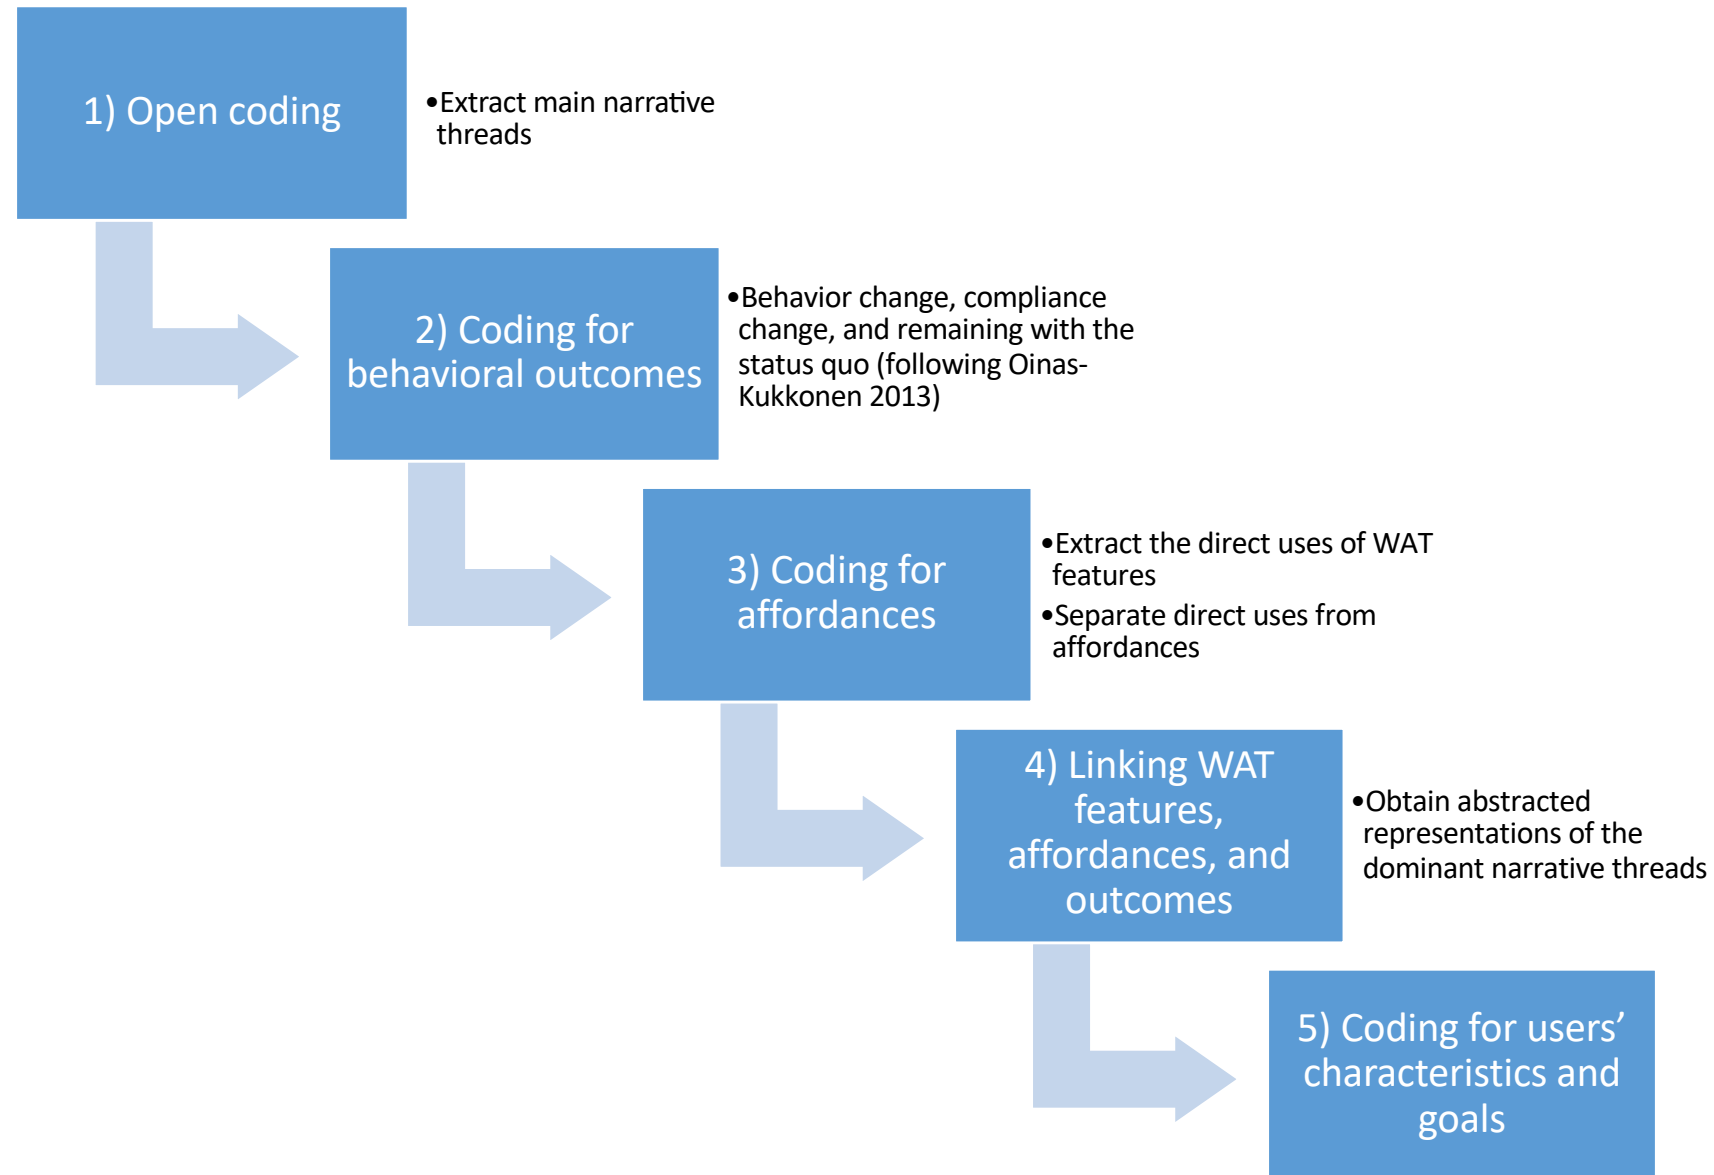 1) Open coding
•Extract main narrative
threads
2) Coding for
behavioral outcomes
•Behavior change, compliance
change, and remaining with the
status quo (following Oinas-
Kukkonen 2013)
3) Coding for
affordances
•Extract the direct uses of WAT
features
•Separate direct uses from
affordances
4) Linking WAT
features,
affordances, and
outcomes
•Obtain abstracted
representations of the
dominant narrative threads
5) Coding for users’
characteristics and
goals